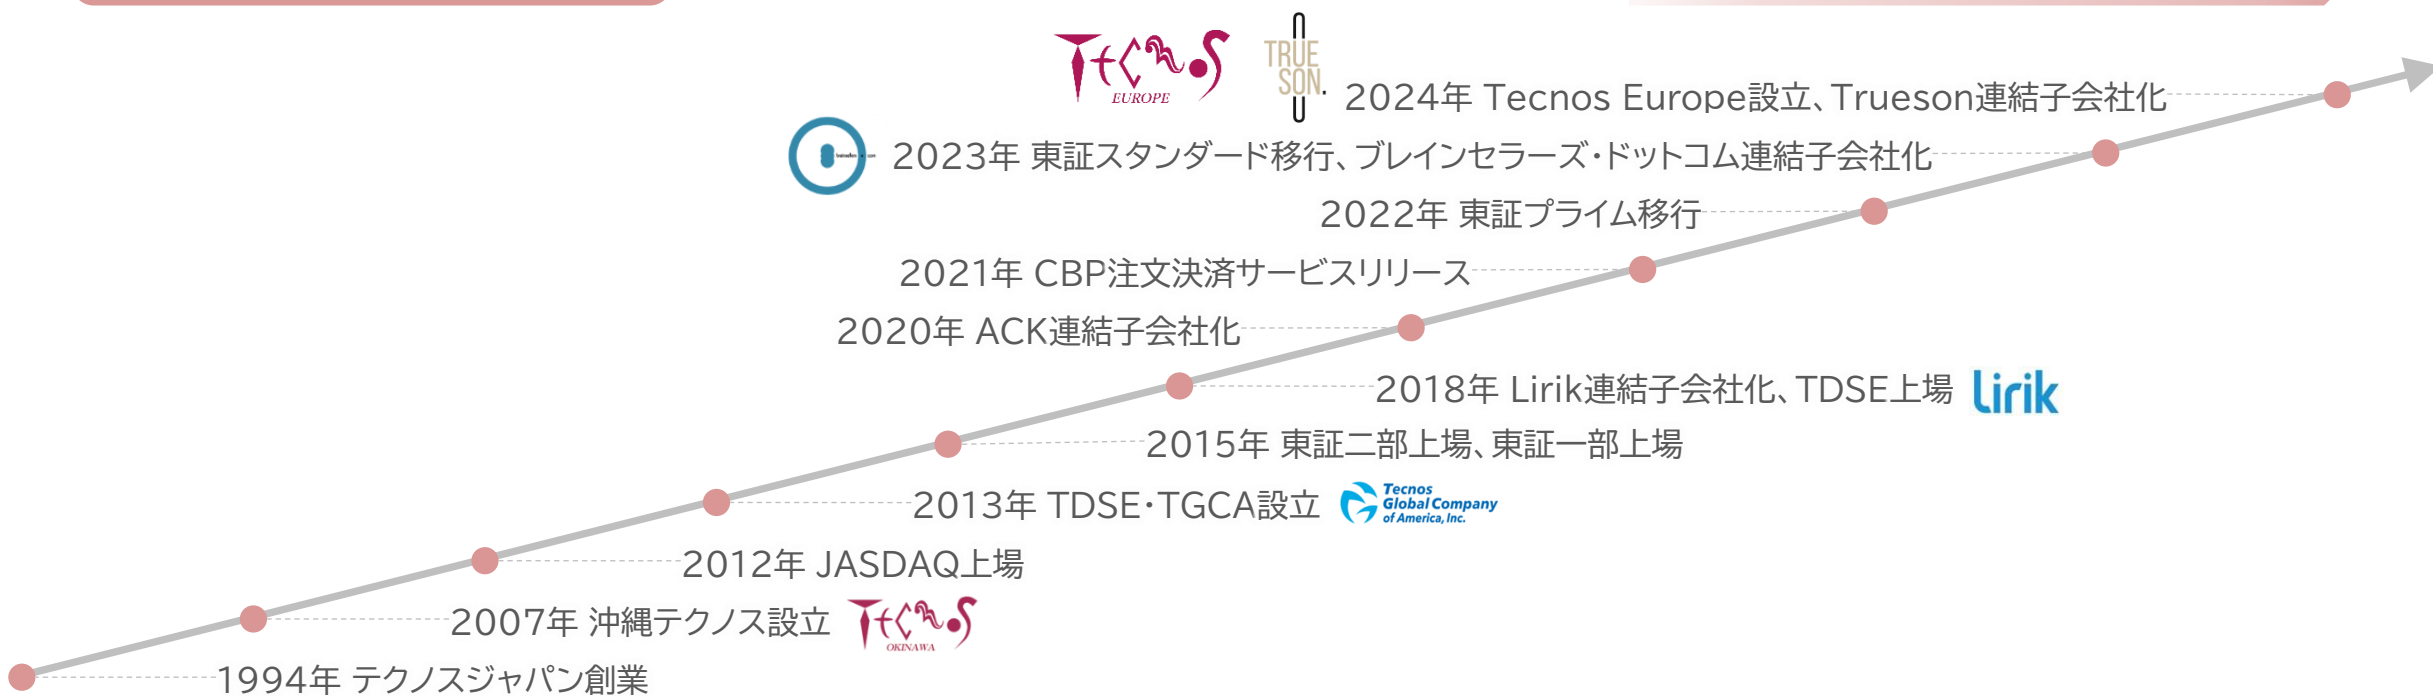 TECNOS
EUROPE
TRUE
SON.
2024年 Tecnos Europe設立、Trueson連結子会社化
2023年 東証スタンダード移行、ブレインセラーズ・ドットコム連結子会社化
2022年 東証プライム移行
2021年 CBP注文決済サービスリリース
2020年 ACK連結子会社化
2018年 Lirik連結子会社化、TDSE上場 Lirik
2015年 東証二部上場、東証一部上場
2013年 TDSE・TGCA設立
Tecnos
Global Company
of America, Inc.
2012年 JASDAQ上場
2007年 沖縄テクノス設立 TECNOS
OKINAWA
1994年 テクノスジャパン創業